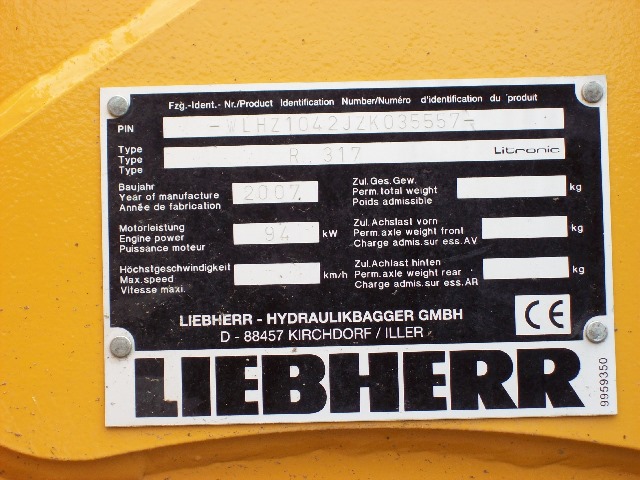 Fzg.-Ident.- Nr./Product Identification Number/Numéro d'identification du produit
PIN -WLHZ1042JZK035557-
Type
Type R 317 Litronic
Type
Baujahr
Year of manufacture 2007
Année de fabrication
Zul. Ges. Gew.
Perm. total weight kg
Poids admissible
Motorleistung
Engine power 94 kW
Puissance moteur
Zul. Achslast vorn
Perm. axle weight front kg
Charge admis. sur ess. AV
Höchstgeschwindigkeit
Max. speed km/h
Vitesse maxi.
Zul. Achlast hinten
Perm. axle weight rear kg
Charge admis. sur ess. AR
LIEBHERR - HYDRAULIKBAGGER GMBH
D - 88457 KIRCHDORF / ILLER
CE
LIEBHERR
9959350